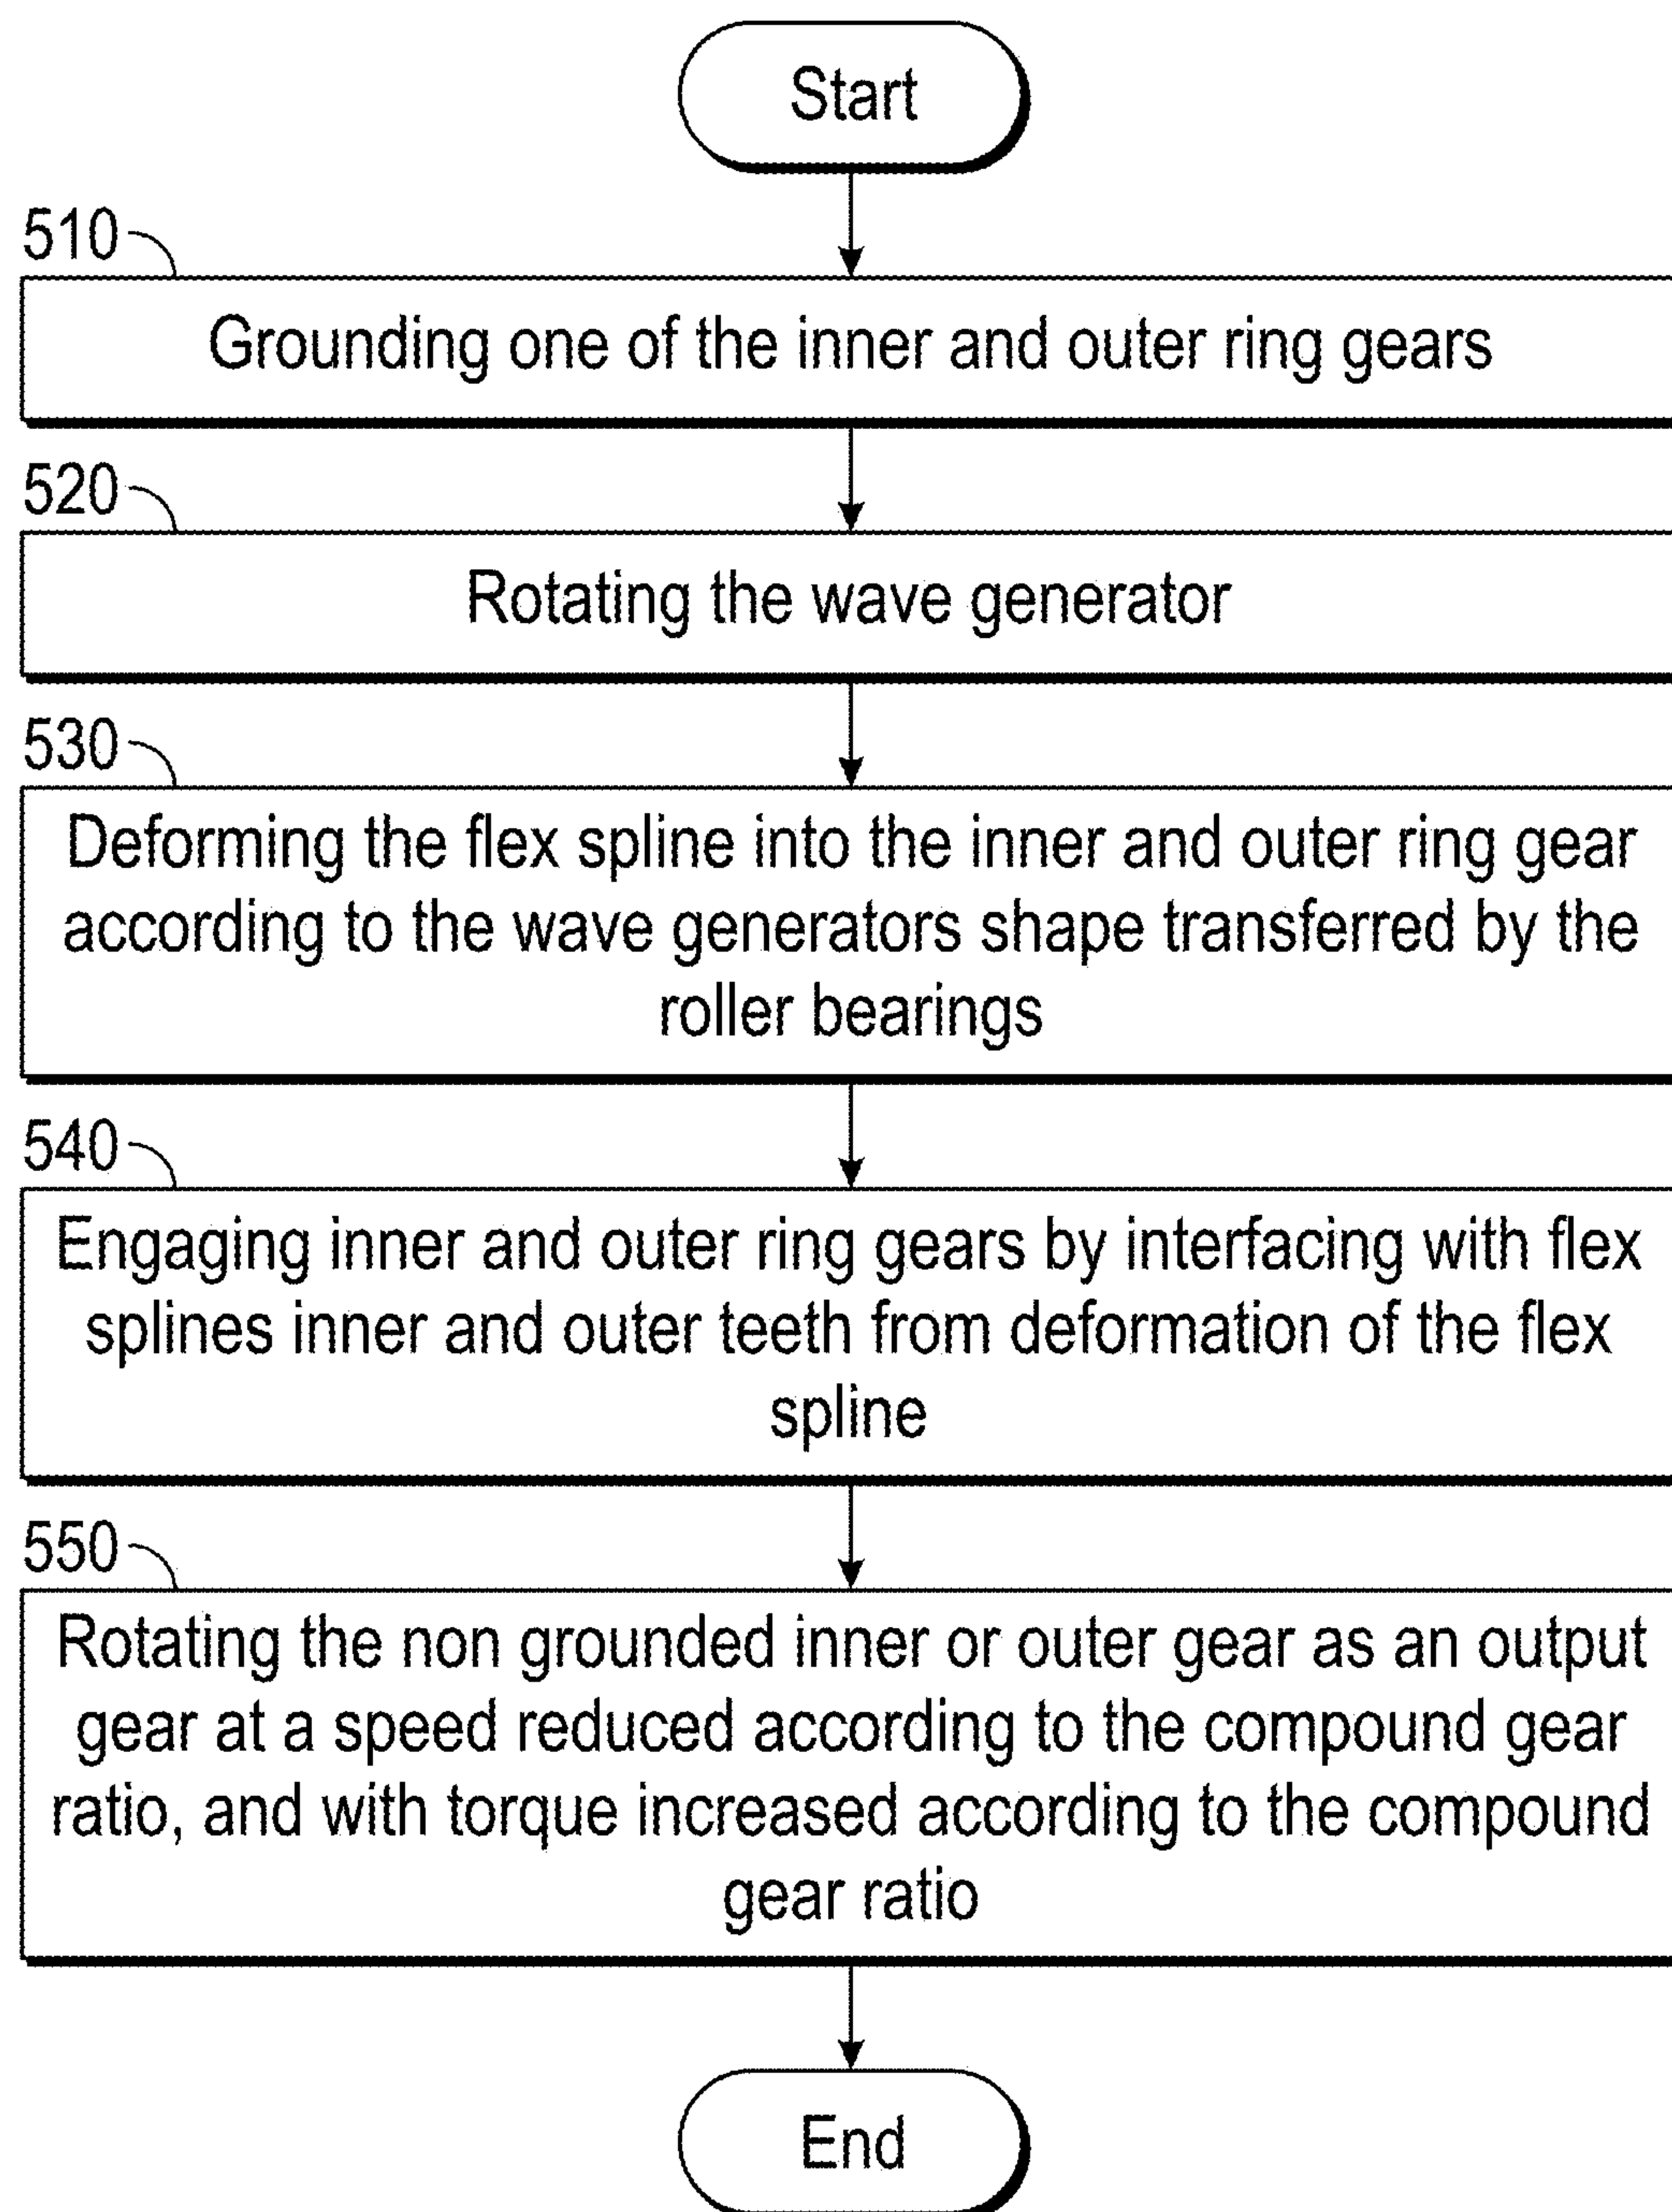 Start
510
Grounding one of the inner and outer ring gears
520
Rotating the wave generator
530
Deforming the flex spline into the inner and outer ring gear
according to the wave generators shape transferred by the
roller bearings
540
Engaging inner and outer ring gears by interfacing with flex
splines inner and outer teeth from deformation of the flex
spline
550
Rotating the non grounded inner or outer gear as an output
gear at a speed reduced according to the compound gear
ratio, and with torque increased according to the compound
gear ratio
End